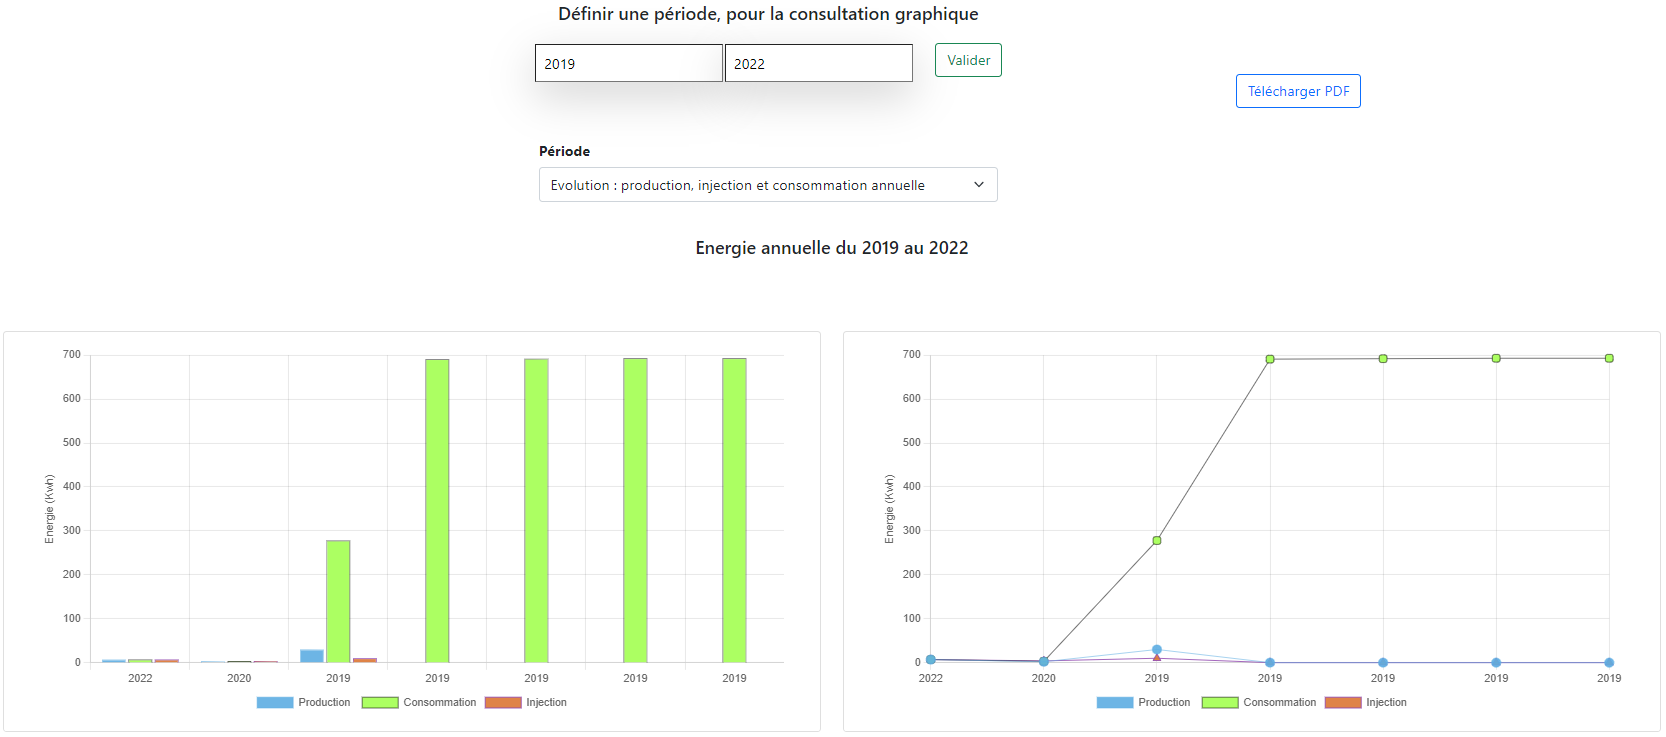 Définir une période, pour la consultation graphique
2019
2022
Valider
Télécharger PDF
Période
Evolution : production, injection et consommation annuelle
Energie annuelle du 2019 au 2022
700
600
500
400
300
200
100
0
Energie (Kwh)
2022 2020 2019 2019 2019 2019 2019
Production Consommation Injection
700
600
500
400
300
200
100
0
Energie (Kwh)
2022 2020 2019 2019 2019 2019 2019
Production Consommation Injection